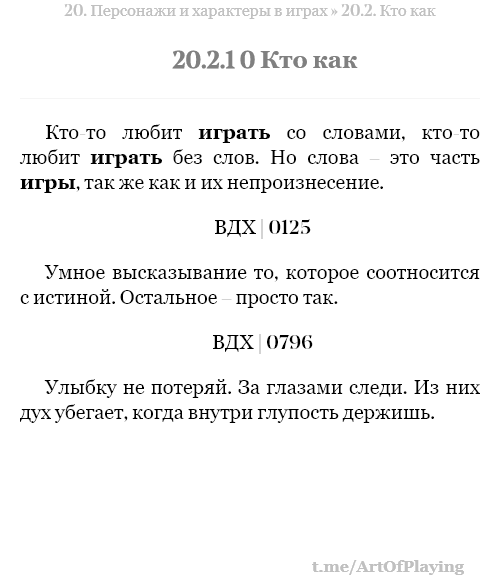 20. Персонажи и характеры в играх » 20.2. Кто как
20.2.10 Кто как
Кто-то любит играть со словами, кто-то
любит играть без слов. Но слова – это часть
игры, так же как и их непроизнесение.
ВДХ | 0125
Умное высказывание то, которое соотносится
с истиной. Остальное – просто так.
ВДХ | 0796
Улыбку не потеряй. За глазами следи. Из них
дух убегает, когда внутри глупость держишь.
t.me/ArtOfPlaying